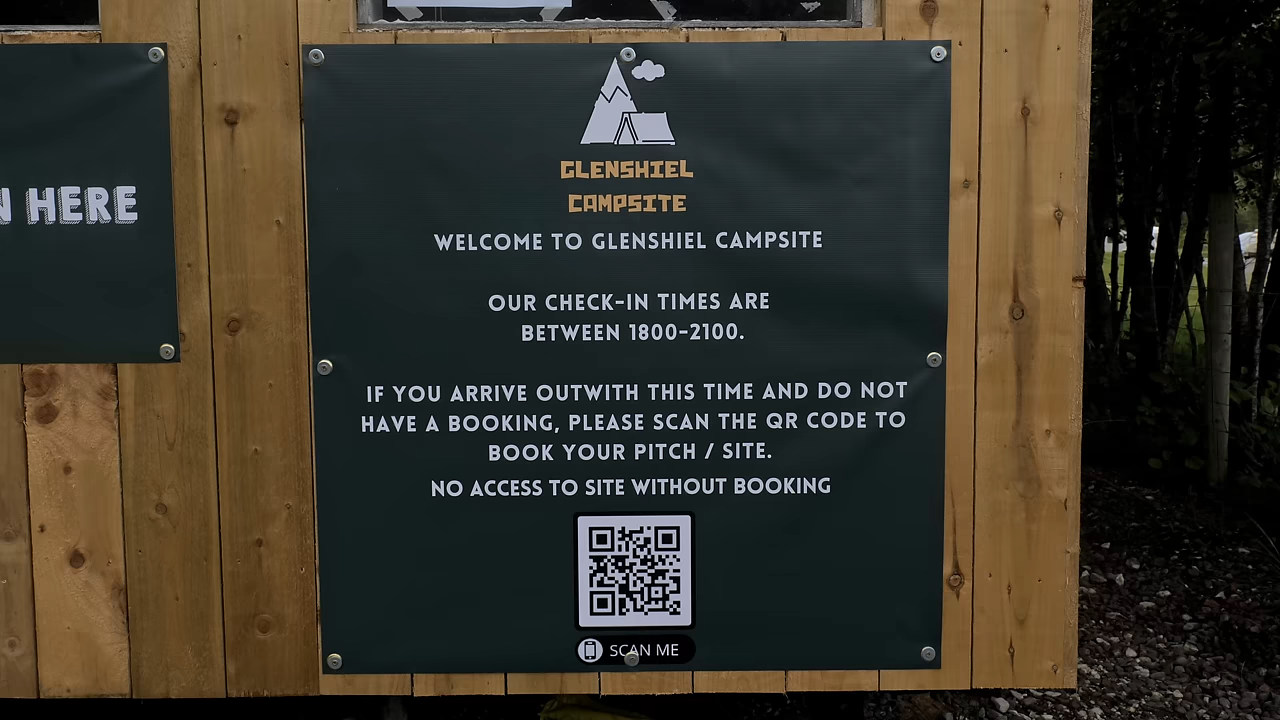 N HERE
GLENSHIEL
CAMPSITE
WELCOME TO GLENSHIEL CAMPSITE
OUR CHECK-IN TIMES ARE
BETWEEN 1800-2100.
IF YOU ARRIVE OUTWITH THIS TIME AND DO NOT
HAVE A BOOKING, PLEASE SCAN THE QR CODE TO
BOOK YOUR PITCH / SITE.
NO ACCESS TO SITE WITHOUT BOOKING
SCAN ME